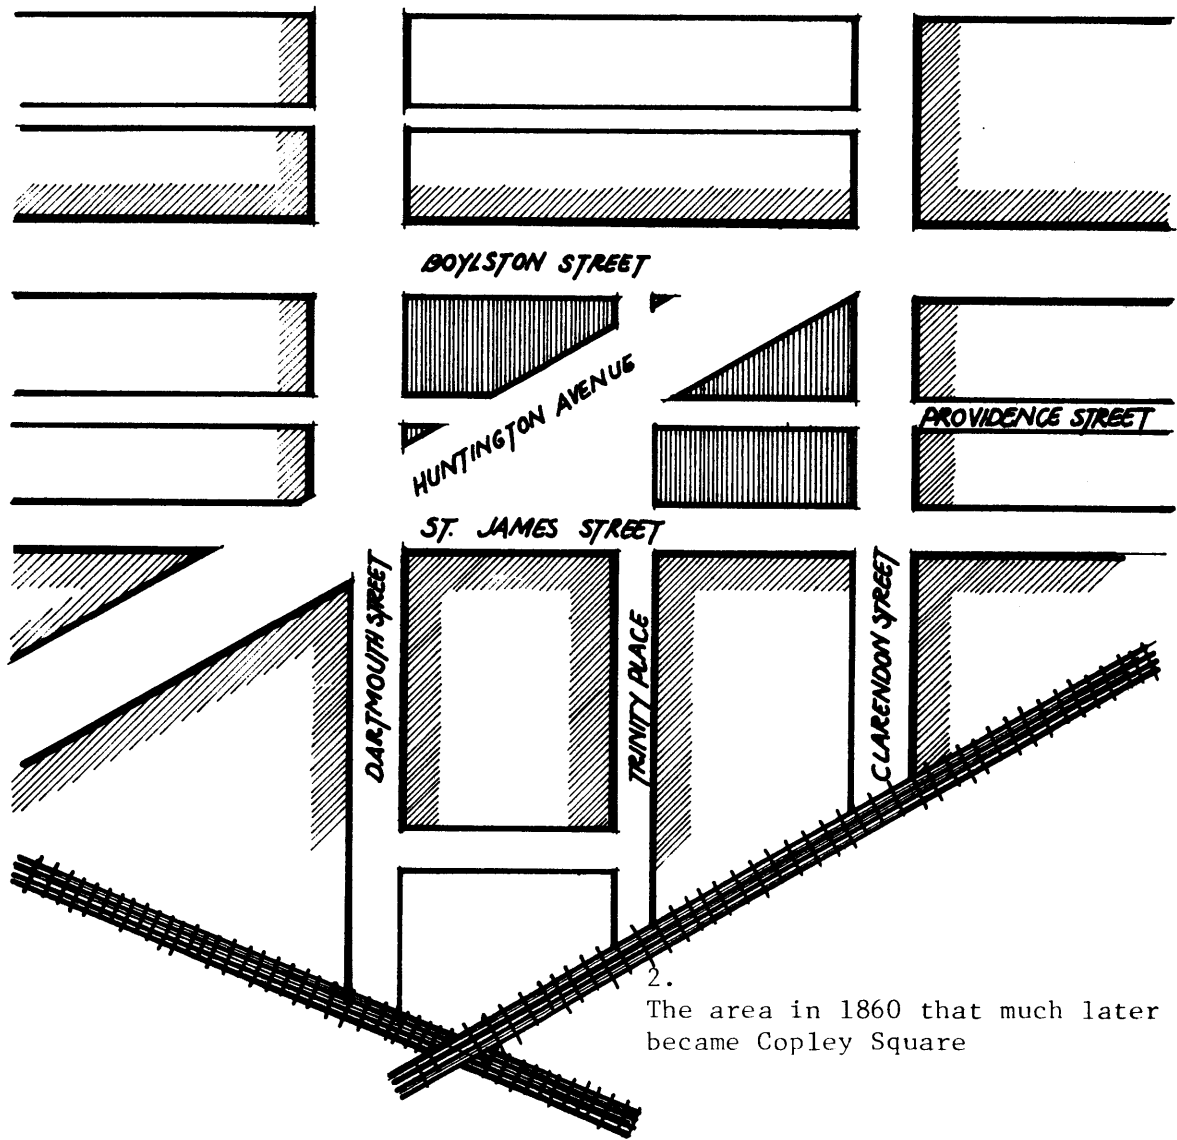 BOYLSTON STREET
HUNTINGTON AVENUE
PROVIDENCE STREET
ST. JAMES STREET
DARTMOUTH STREET
TRINITY PLACE
CLARENDON STREET
2.
The area in 1860 that much later
became Copley Square